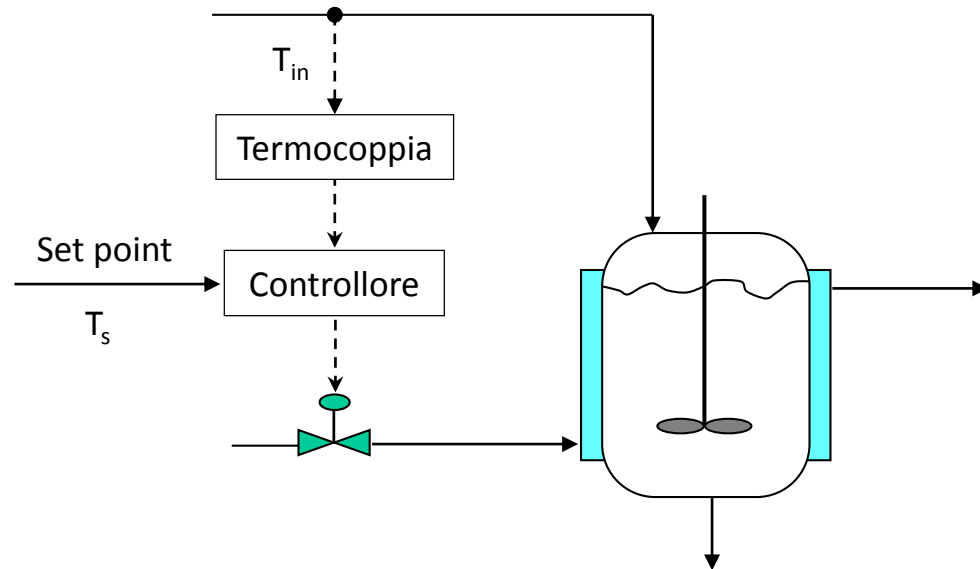 T_in
Termocoppia
Set point
Controllore
T_s